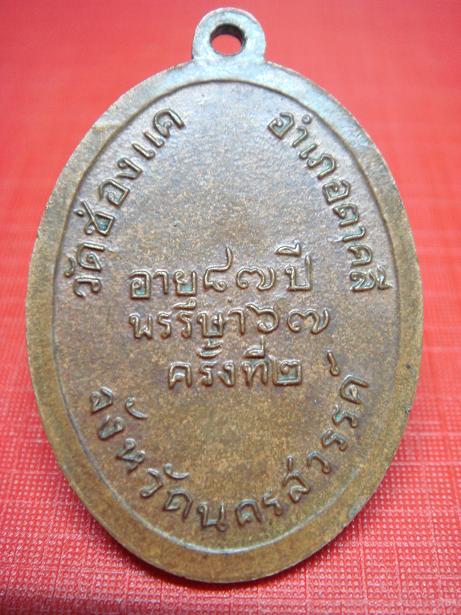 วัดช่องแค
อำเภอตาคลี
อายุ๘๗ปี
พรรษา๖๗
ครั้งที่๒
จังหวัดนครสวรรค์